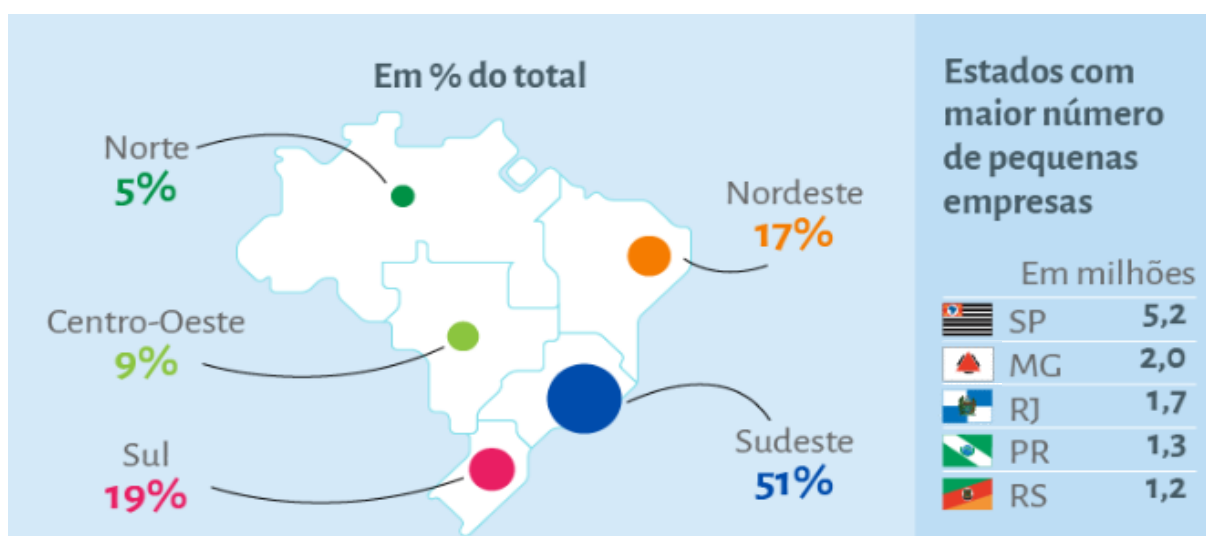 Em % do total
Norte
5%
Nordeste
17%
Centro-Oeste
9%
Sul
19%
Sudeste
51%
Estados com
maior número
de pequenas
empresas
Em milhões
SP 5,2
MG 2,0
RJ 1,7
PR 1,3
RS 1,2